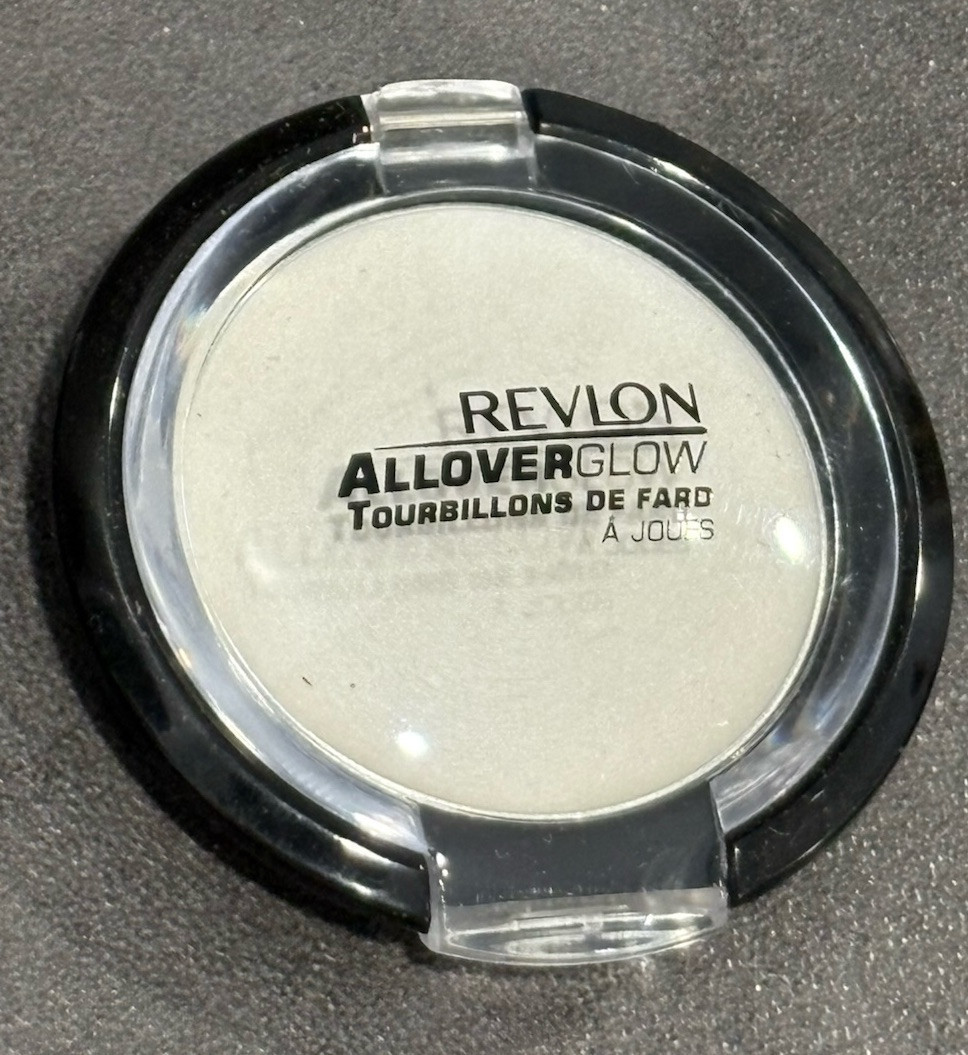 REVLON
ALLOVERGLOW
TOURBILLONS DE FARD
À JOUES